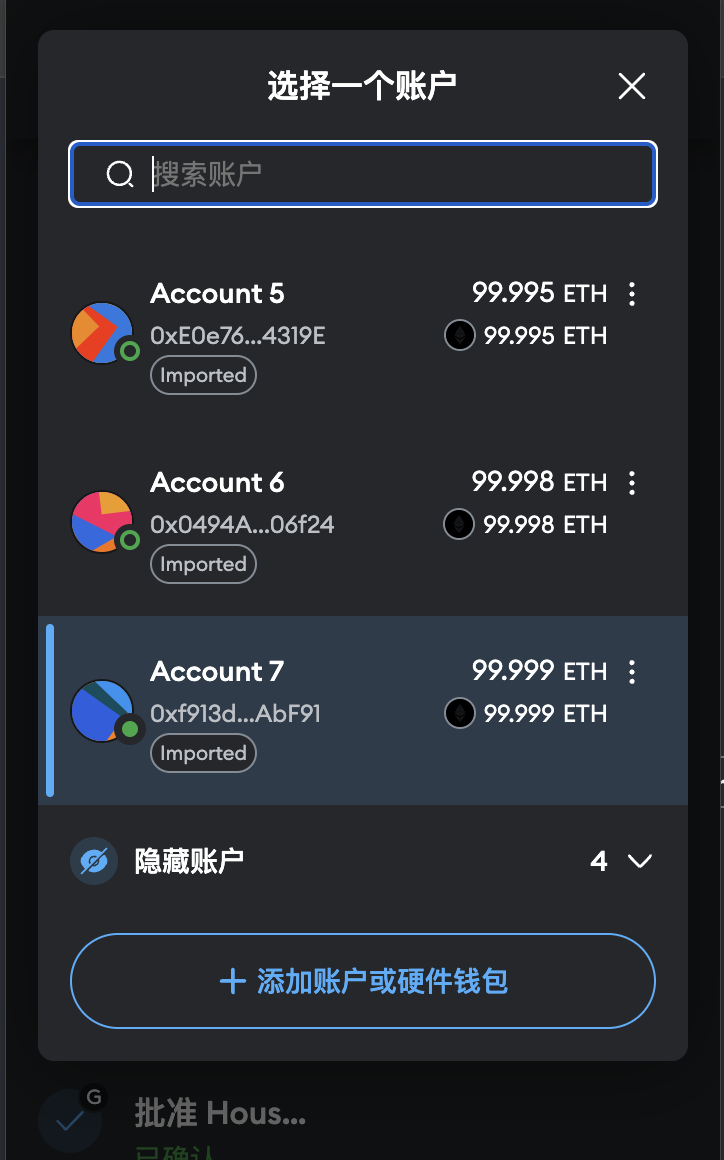 选择一个账户
搜索账户
Account 5
99.995 ETH
0xE0e76...4319E
99.995 ETH
Imported
Account 6
99.998 ETH
0x0494A...06f24
99.998 ETH
Imported
Account 7
99.999 ETH
0xf913d...AbF91
99.999 ETH
Imported
隐藏账户
4
+ 添加账户或硬件钱包
G
批准 Hous...
已确认